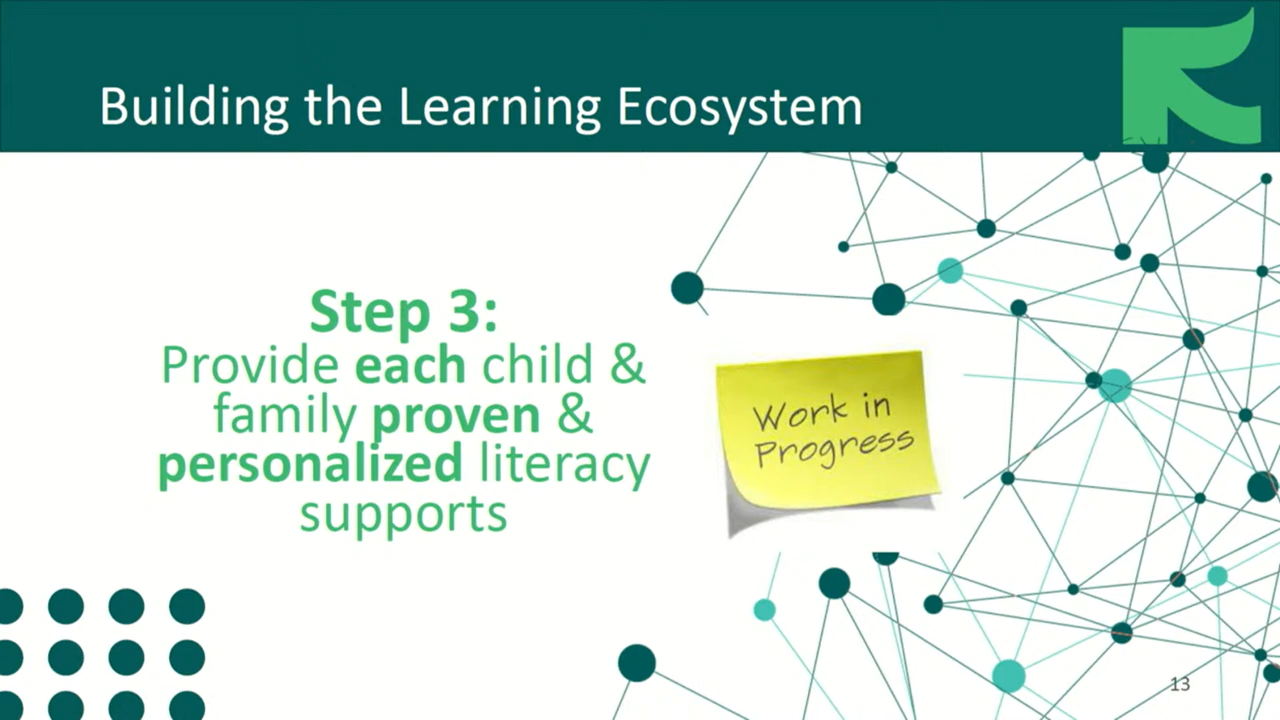 Building the Learning Ecosystem
Step 3:
Provide each child &
family proven &
personalized literacy
supports
Work in
Progress
13